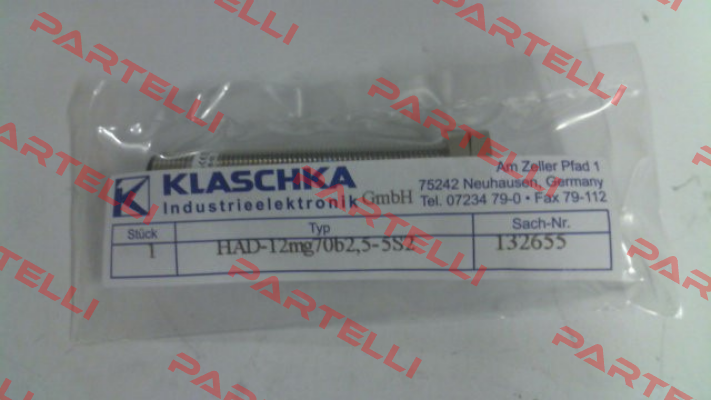 KLASCHKA
Industrieelektronik GmbH
Am Zeller Pfad 1
75242 Neuhausen, Germany
Tel. 07234 79-0 • Fax 79-112
Stück Typ Sach-Nr.
1 HAD-12mg70b2,5-5S2 132655
PARTELLI
PARTELLI
PARTELLI
PARTELLI
PARTELLI
PARTELLI
PARTELLI
PARTELLI